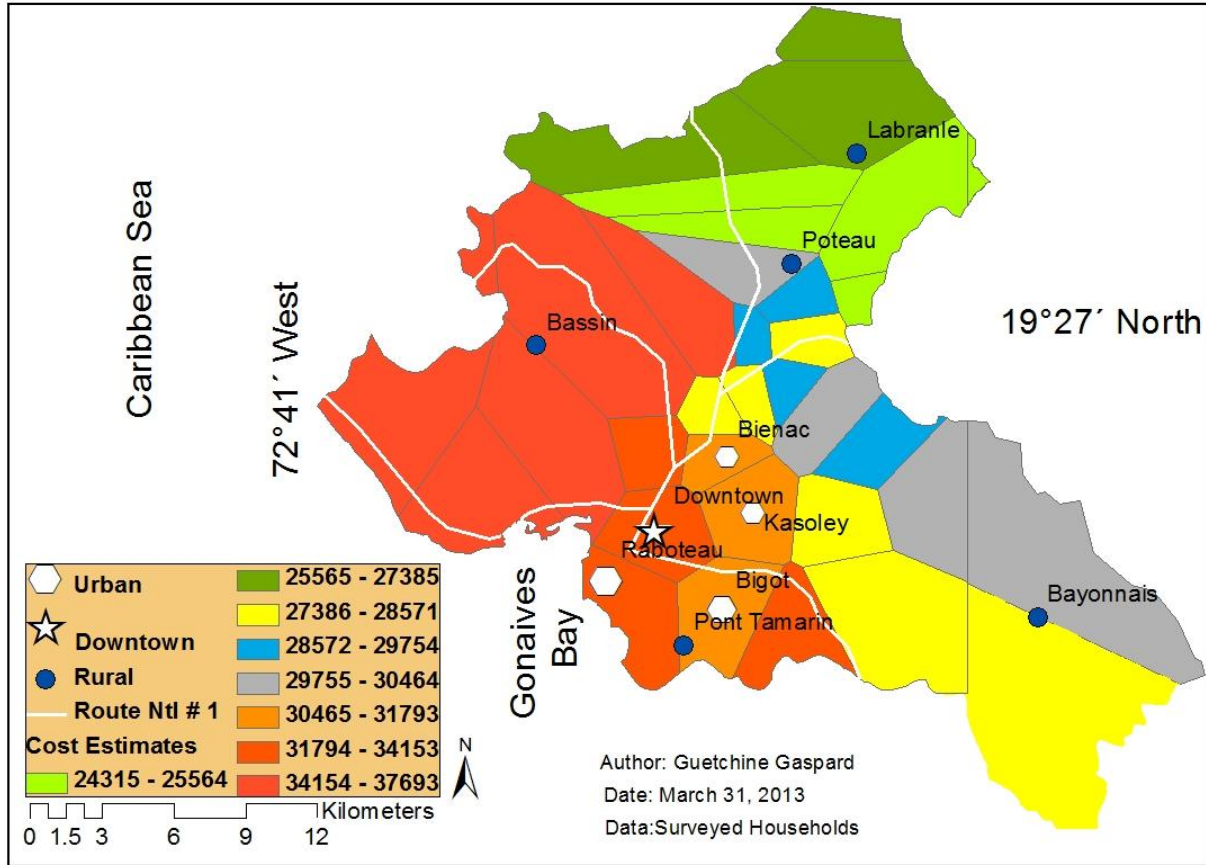 Caribbean Sea
72°41´ West
19°27´ North
Gonaives
Bay
Labranle
Poteau
Bassin
Bienac
Downtown
Kasoley
Raboteau
Bigot
Pont Tamarin
Bayonnais
Urban
Downtown
Rural
Route Ntl # 1
Cost Estimates
24315 - 25564
25565 - 27385
27386 - 28571
28572 - 29754
29755 - 30464
30465 - 31793
31794 - 34153
34154 - 37693
N
Kilometers
0 1.5 3 6 9 12
Author: Guetchine Gaspard
Date: March 31, 2013
Data:Surveyed Households